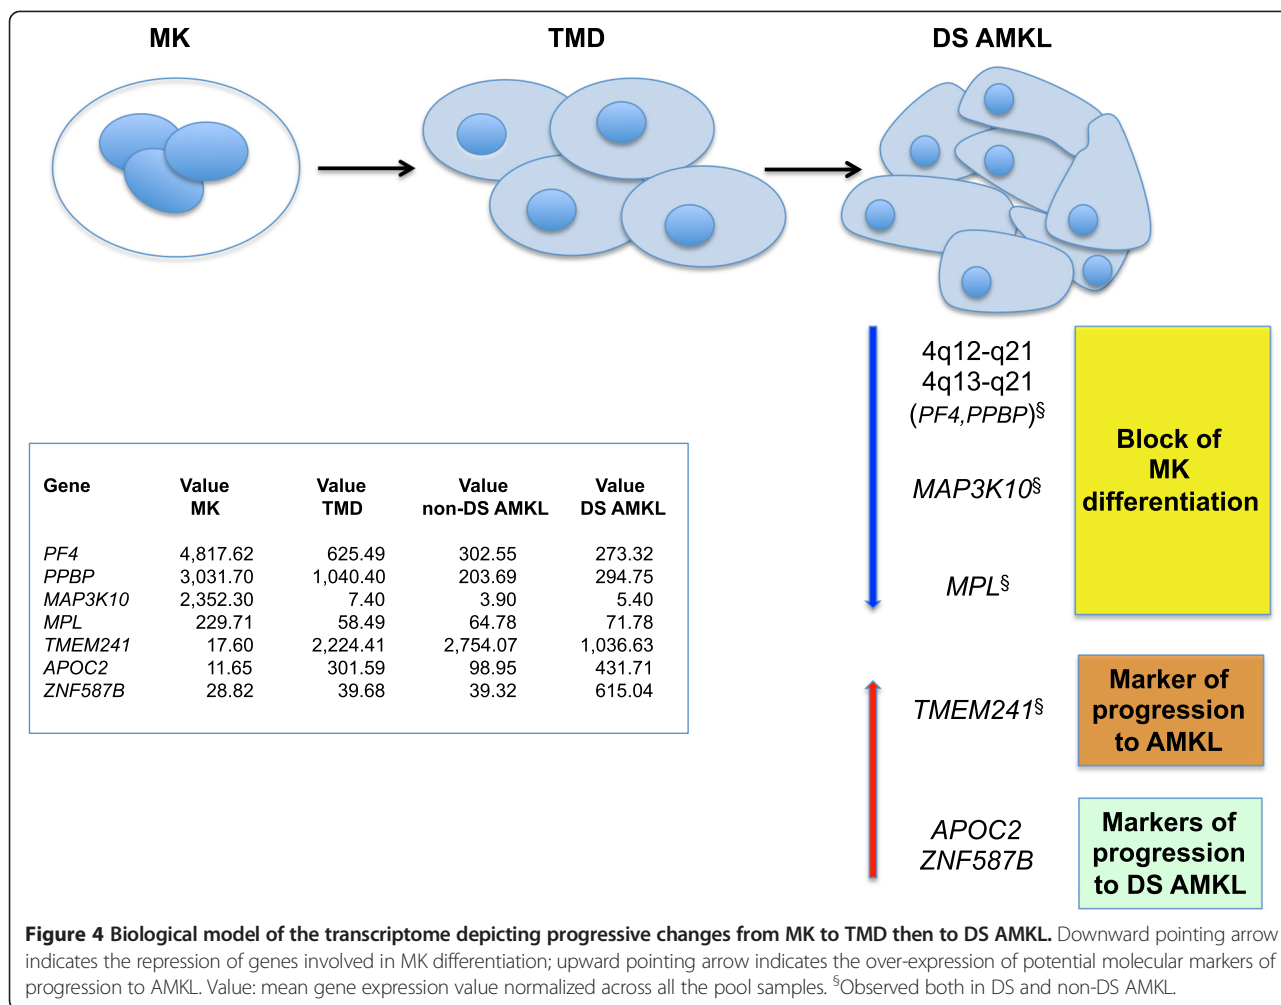 MK TMD DS AMKL
4q12-q21
4q13-q21
(PF4,PPBP)§
MAP3K10§
MPL§
Block of
MK
differentiation
Gene Value Value Value Value
MK TMD non-DS AMKL DS AMKL
PF4 4,817.62 625.49 302.55 273.32
PPBP 3,031.70 1,040.40 203.69 294.75
MAP3K10 2,352.30 7.40 3.90 5.40
MPL 229.71 58.49 64.78 71.78
TMEM241 17.60 2,224.41 2,754.07 1,036.63
APOC2 11.65 301.59 98.95 431.71
ZNF587B 28.82 39.68 39.32 615.04
TMEM241§
Marker of
progression
to AMKL
APOC2
ZNF587B
Markers of
progression
to DS AMKL
Figure 4 Biological model of the transcriptome depicting progressive changes from MK to TMD then to DS AMKL. Downward pointing arrow
indicates the repression of genes involved in MK differentiation; upward pointing arrow indicates the over-expression of potential molecular markers of
progression to AMKL. Value: mean gene expression value normalized across all the pool samples. §Observed both in DS and non-DS AMKL.